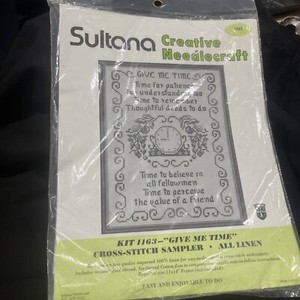 Sultana Creative
Needlecraft
GIVE ME TIME
Time for patience
for understanding too
Time to remember
Thoughtful deeds to do
Time to believe in
all fellowmen
Time to perceive
the value of a friend
KIT 1163-"GIVE ME TIME"
CROSS-STITCH SAMPLER • ALL LINEN
EASY AND ENJOYABLE TO DO